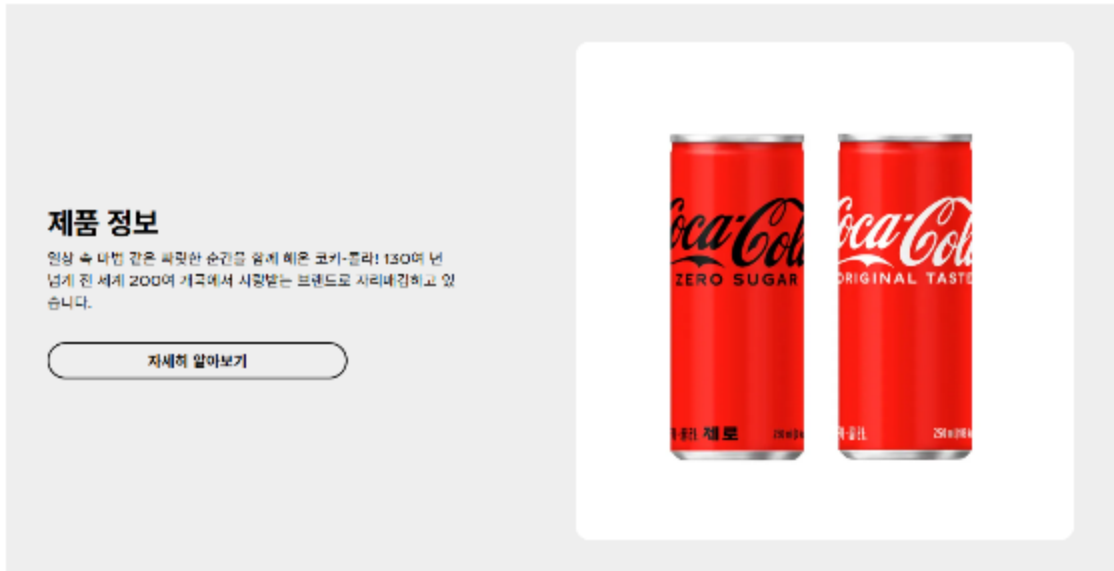 제품 정보
일상 속 마법 같은 짜릿한 순간을 함께 해온 코카-콜라! 130여 년
넘게 전 세계 200여 개국에서 사랑받는 브랜드로 자리매김하고 있
습니다.
자세히 알아보기
Coca-Cola
ZERO SUGAR
제로
Coca-Cola
ORIGINAL TASTE